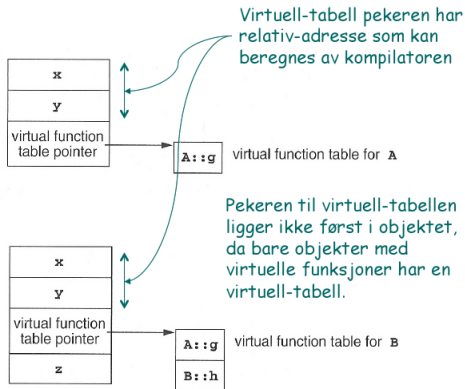 Virtuell-tabell pekeren har
relativ-adresse som kan
beregnes av kompilatoren
x
y
virtual function
table pointer
A::g
virtual function table for A
Pekeren til virtuell-tabellen
ligger ikke først i objektet,
da bare objekter med
virtuelle funksjoner har en
virtuell-tabell.
x
y
virtual function
table pointer
z
A::g
B::h
virtual function table for B